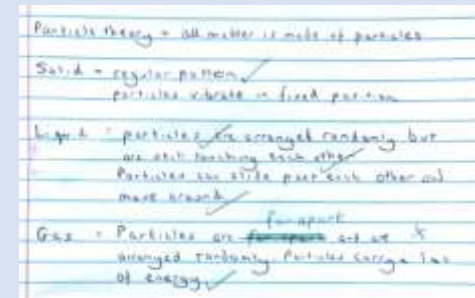 Particle theory = all matter is made of particles
Solid = regular pattern
particles vibrate in fixed position
Liquid = particles are arranged randomly but
are still touching each other
Particles can slide past each other and
move around
far apart
Gas = Particles are far apart and are
arranged randomly. Particles carry a lot
of energy